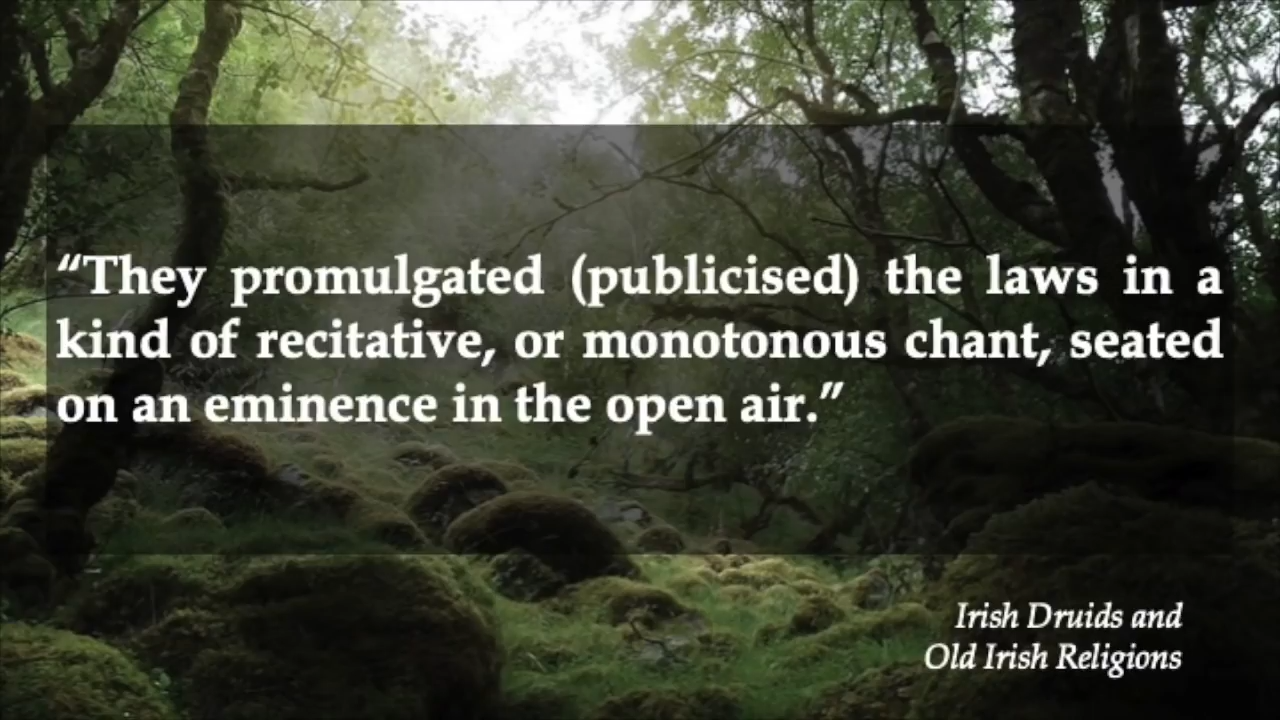 “They promulgated (publicised) the laws in a
kind of recitative, or monotonous chant, seated
on an eminence in the open air.”
Irish Druids and
Old Irish Religions